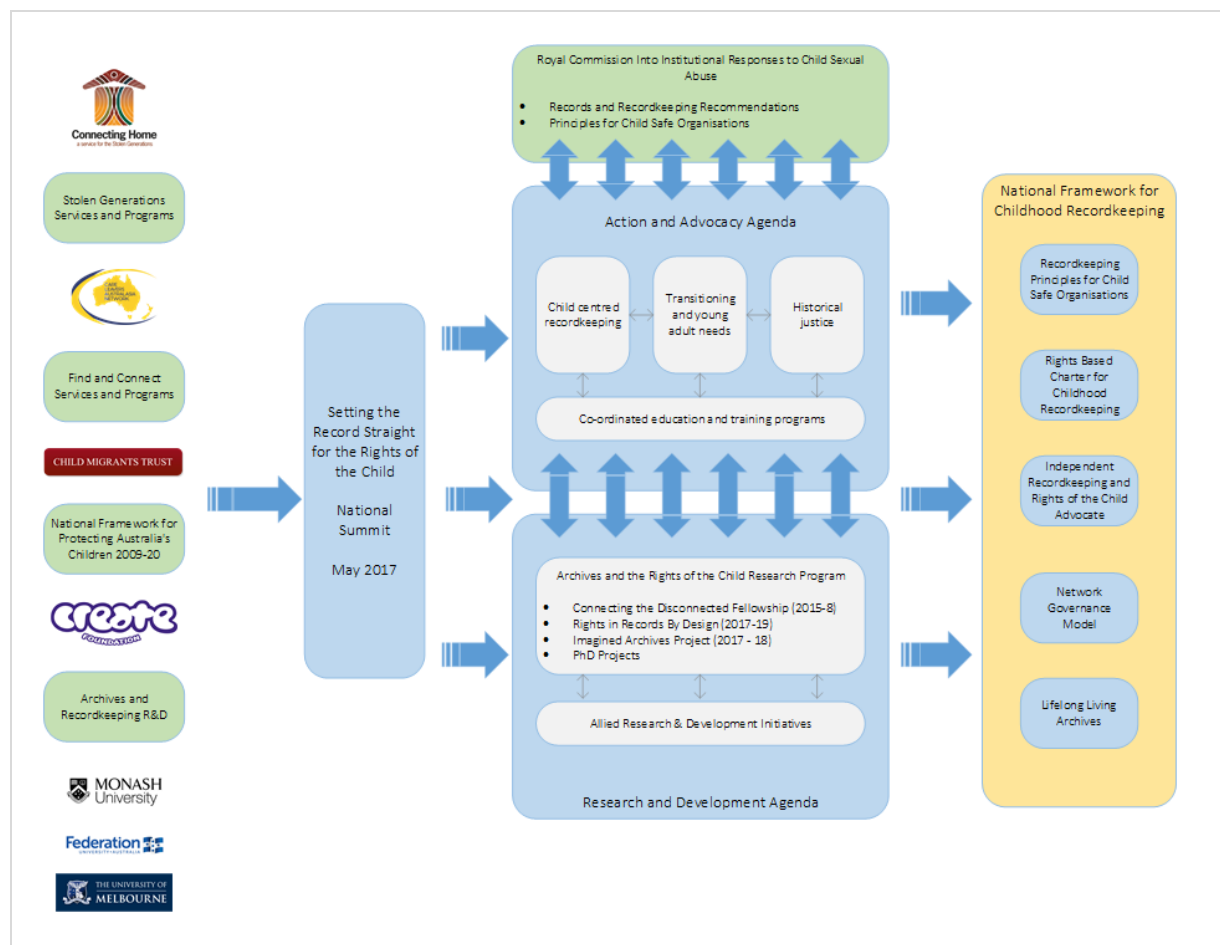 Connecting Home
a service for the Stolen Generations
Stolen Generations
Services and Programs
CARE
LEAVERS
AUSTRALASIA
NETWORK
Find and Connect
Services and Programs
CHILD MIGRANTS TRUST
National Framework for
Protecting Australia's
Children 2009-20
create
FOUNDATION
Archives and
Recordkeeping R&D
MONASH
University
Federation
UNIVERSITY • AUSTRALIA
THE UNIVERSITY OF
MELBOURNE
Setting the
Record Straight
for the Rights of
the Child
National
Summit
May 2017
Royal Commission Into Institutional Responses to Child Sexual
Abuse
• Records and Recordkeeping Recommendations
• Principles for Child Safe Organisations
Action and Advocacy Agenda
Child centred
recordkeeping
Transitioning
and young
adult needs
Historical
justice
Co-ordinated education and training programs
Archives and the Rights of the Child Research Program
• Connecting the Disconnected Fellowship (2015-8)
• Rights in Records By Design (2017-19)
• Imagined Archives Project (2017 - 18)
• PhD Projects
Allied Research & Development Initiatives
Research and Development Agenda
National Framework for
Childhood Recordkeeping
Recordkeeping
Principles for Child
Safe Organisations
Rights Based
Charter for
Childhood
Recordkeeping
Independent
Recordkeeping and
Rights of the Child
Advocate
Network
Governance
Model
Lifelong Living
Archives